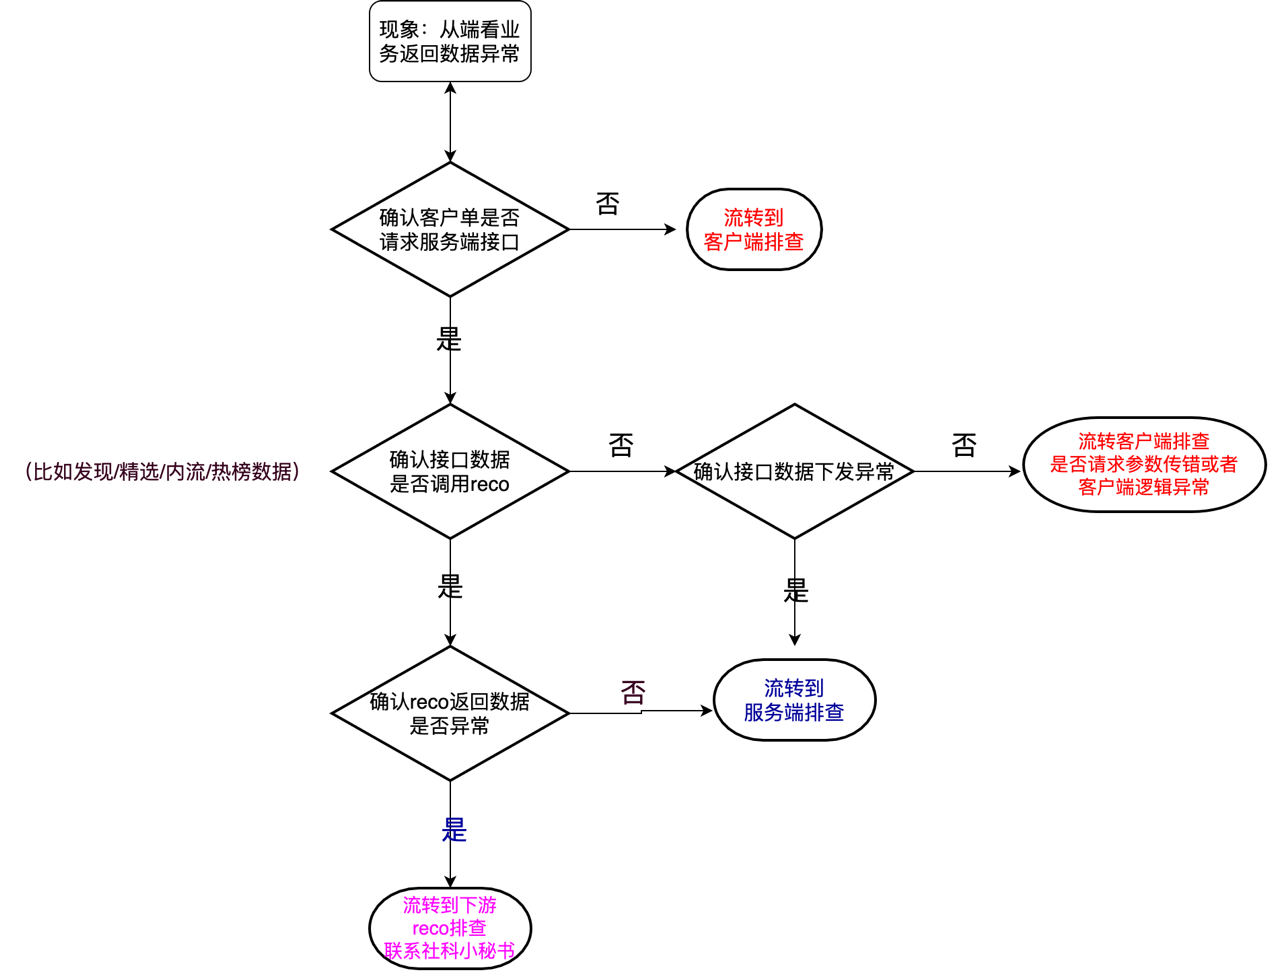 现象：从端看业
务返回数据异常
确认客户单是否
请求服务端接口
否
流转到
客户端排查
是
（比如发现/精选/内流/热榜数据）
确认接口数据
是否调用reco
否
确认接口数据下发异常
否
流转客户端排查
是否请求参数传错或者
客户端逻辑异常
是
是
确认reco返回数据
是否异常
否
流转到
服务端排查
是
流转到下游
reco排查
联系社科小秘书